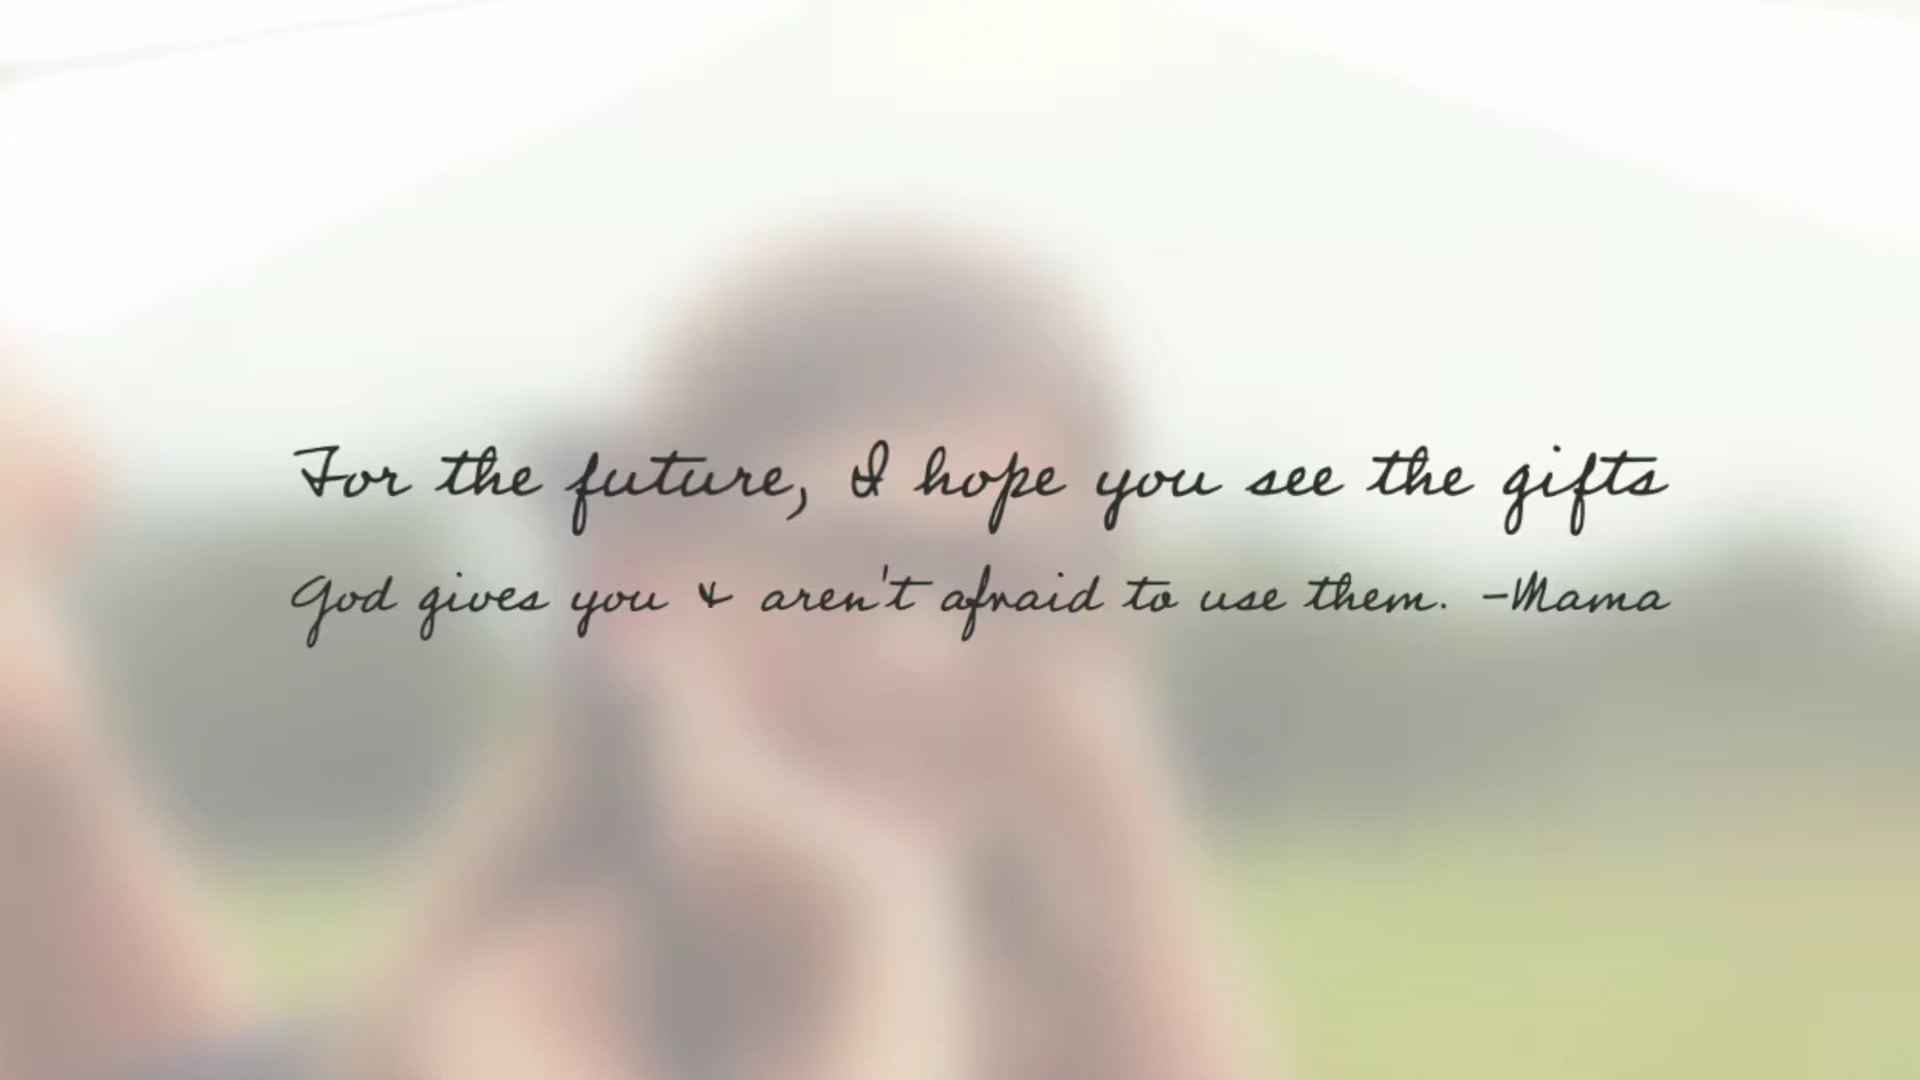 For the future, I hope you see the gifts
God gives you & aren't afraid to use them. -Mama